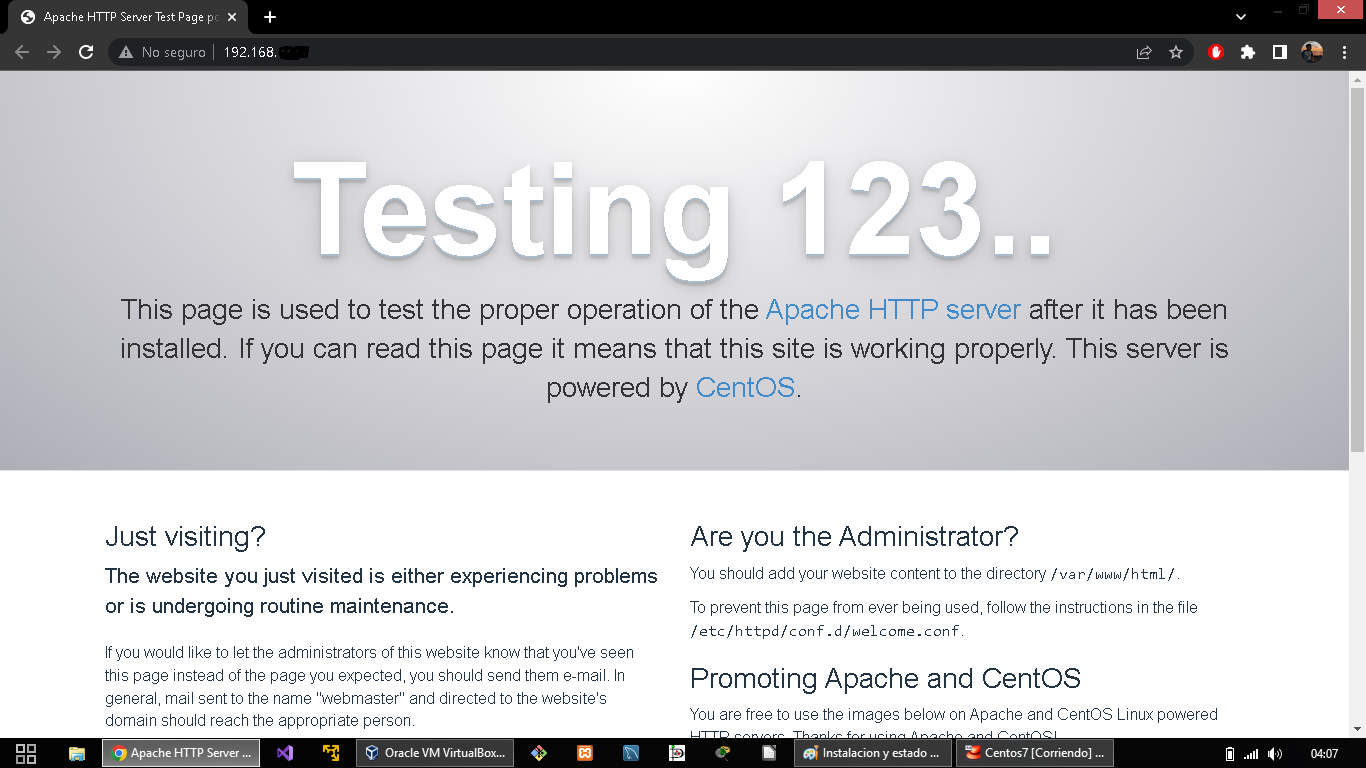 Apache HTTP Server Test Page po
No seguro
192.168.
Testing 123..
This page is used to test the proper operation of the Apache HTTP server after it has been
installed. If you can read this page it means that this site is working properly. This server is
powered by CentOS.
Just visiting?
The website you just visited is either experiencing problems
or is undergoing routine maintenance.
If you would like to let the administrators of this website know that you've seen
this page instead of the page you expected, you should send them e-mail. In
general, mail sent to the name "webmaster" and directed to the website's
domain should reach the appropriate person.
Are you the Administrator?
You should add your website content to the directory /var/www/html/.
To prevent this page from ever being used, follow the instructions in the file
/etc/httpd/conf.d/welcome.conf.
Promoting Apache and CentOS
You are free to use the images below on Apache and CentOS Linux powered
HTTP servers. Thanks for using Apache and CentOS!
Apache HTTP Server ...
Oracle VM VirtualBox...
Instalacion y estado ...
Centos7 [Corriendo] ...
04:07